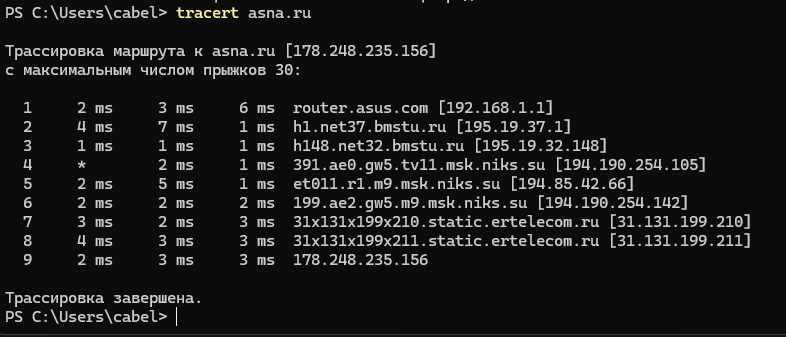 PS C:\Users\cabel> tracert asna.ru
Трассировка маршрута к asna.ru [178.248.235.156]
с максимальным числом прыжков 30:
1 2 ms 3 ms 6 ms router.asus.com [192.168.1.1]
2 4 ms 7 ms 1 ms h1.net37.bmstu.ru [195.19.37.1]
3 1 ms 1 ms 1 ms h148.net32.bmstu.ru [195.19.32.148]
4 * 2 ms 1 ms 391.ae0.gw5.tv11.msk.niks.su [194.190.254.105]
5 2 ms 5 ms 1 ms et011.r1.m9.msk.niks.su [194.85.42.66]
6 2 ms 2 ms 2 ms 199.ae2.gw5.m9.msk.niks.su [194.190.254.142]
7 3 ms 2 ms 3 ms 31x131x199x210.static.ertelecom.ru [31.131.199.210]
8 4 ms 3 ms 3 ms 31x131x199x211.static.ertelecom.ru [31.131.199.211]
9 2 ms 3 ms 3 ms 178.248.235.156
Трассировка завершена.
PS C:\Users\cabel>